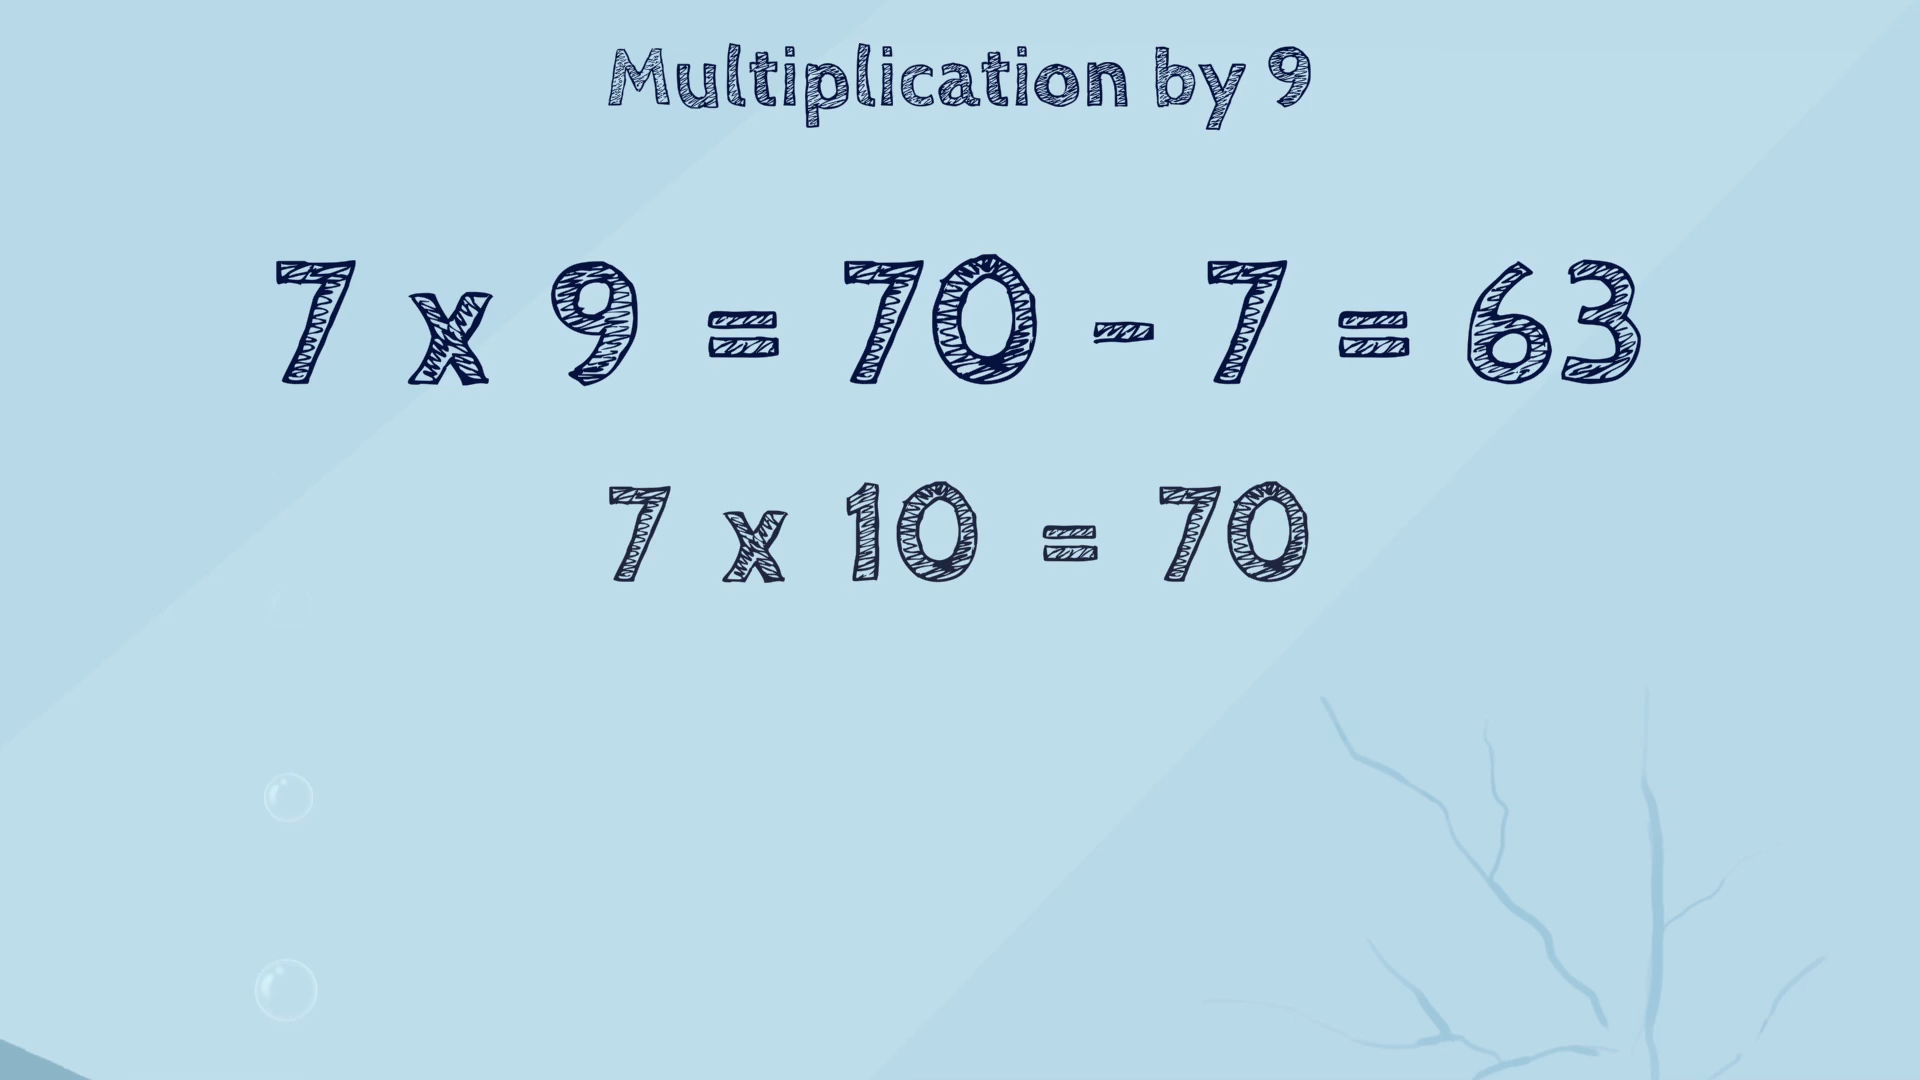 Multiplication by 9
7 x 9 = 70 - 7 = 63
7 x 10 = 70